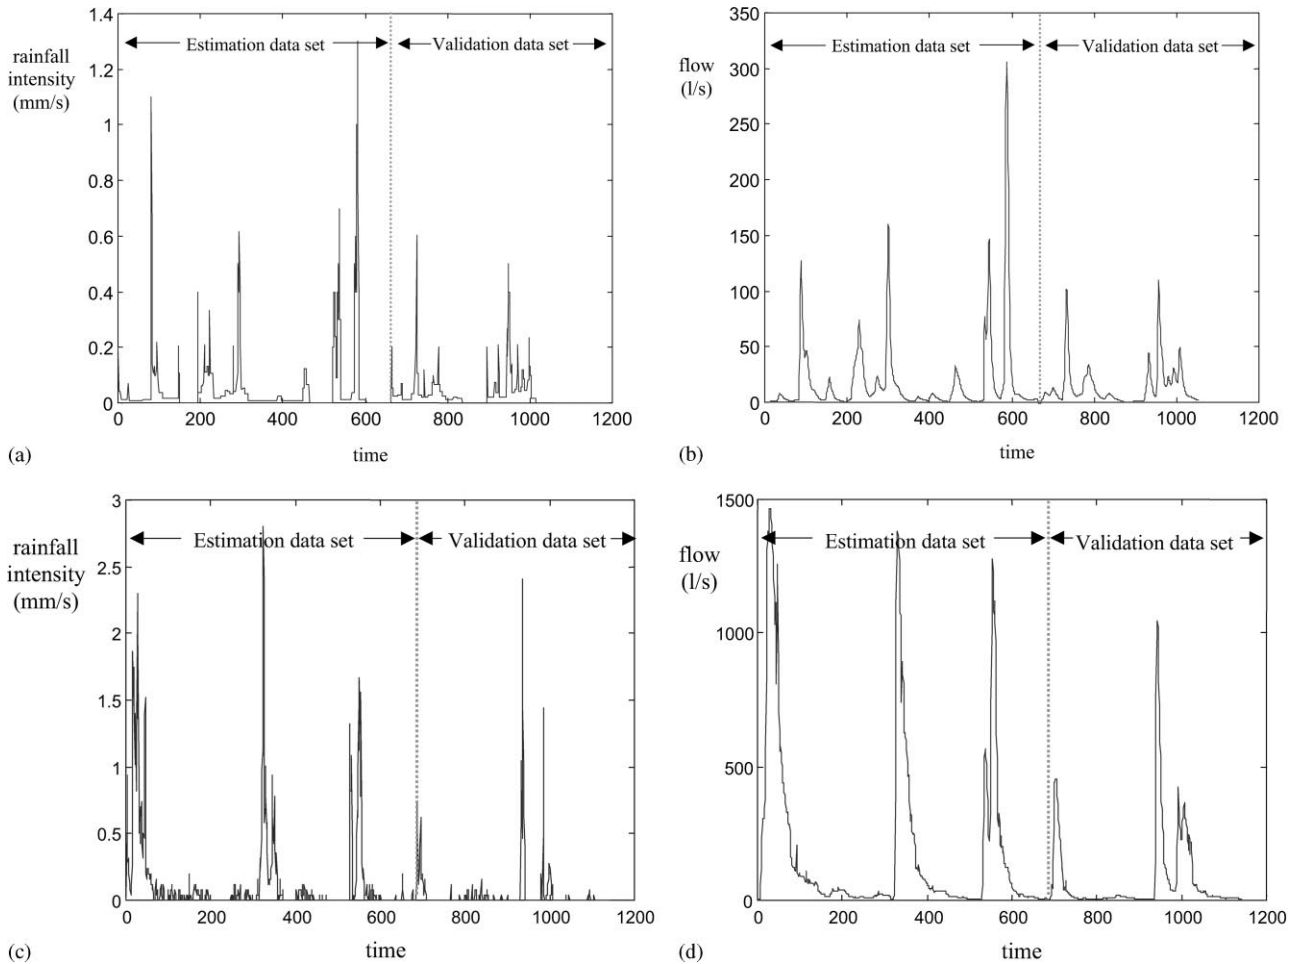 1.4
Estimation data set
Validation data set
rainfall
intensity
(mm/s)
1.2
1
0.8
0.6
0.4
0.2
0
0 200 400 600 800 1000 1200
(a)
time
350
Estimation data set
Validation data set
flow
(l/s)
300
250
200
150
100
50
0
0 200 400 600 800 1000 1200
(b)
time
3
Estimation data set
Validation data set
rainfall
intensity
(mm/s)
2.5
2
1.5
1
0.5
0
0 200 400 600 800 1000 1200
(c)
time
1500
Estimation data set
Validation data set
flow
(l/s)
1000
500
0
0 200 400 600 800 1000 1200
(d)
time